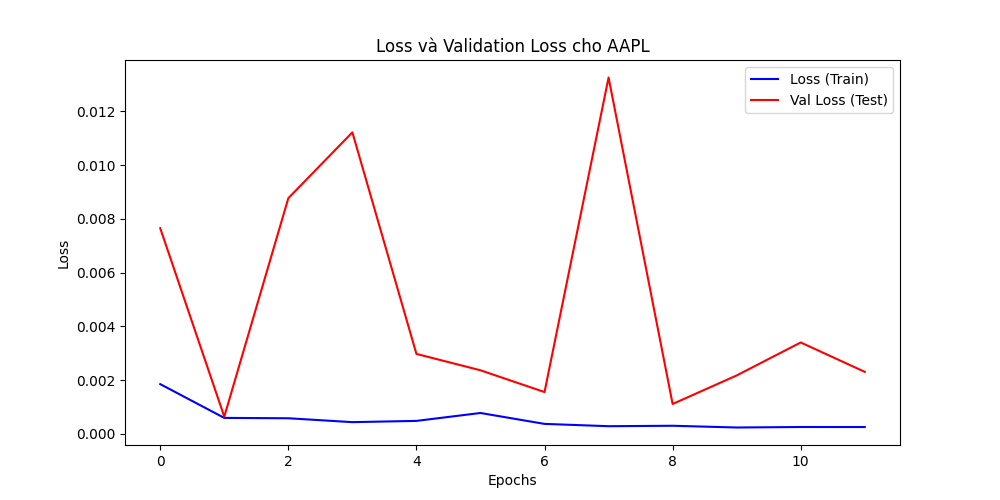 Loss và Validation Loss cho AAPL
Loss (Train)
Val Loss (Test)
Loss
0.012
0.010
0.008
0.006
0.004
0.002
0.000
0 2 4 6 8 10
Epochs